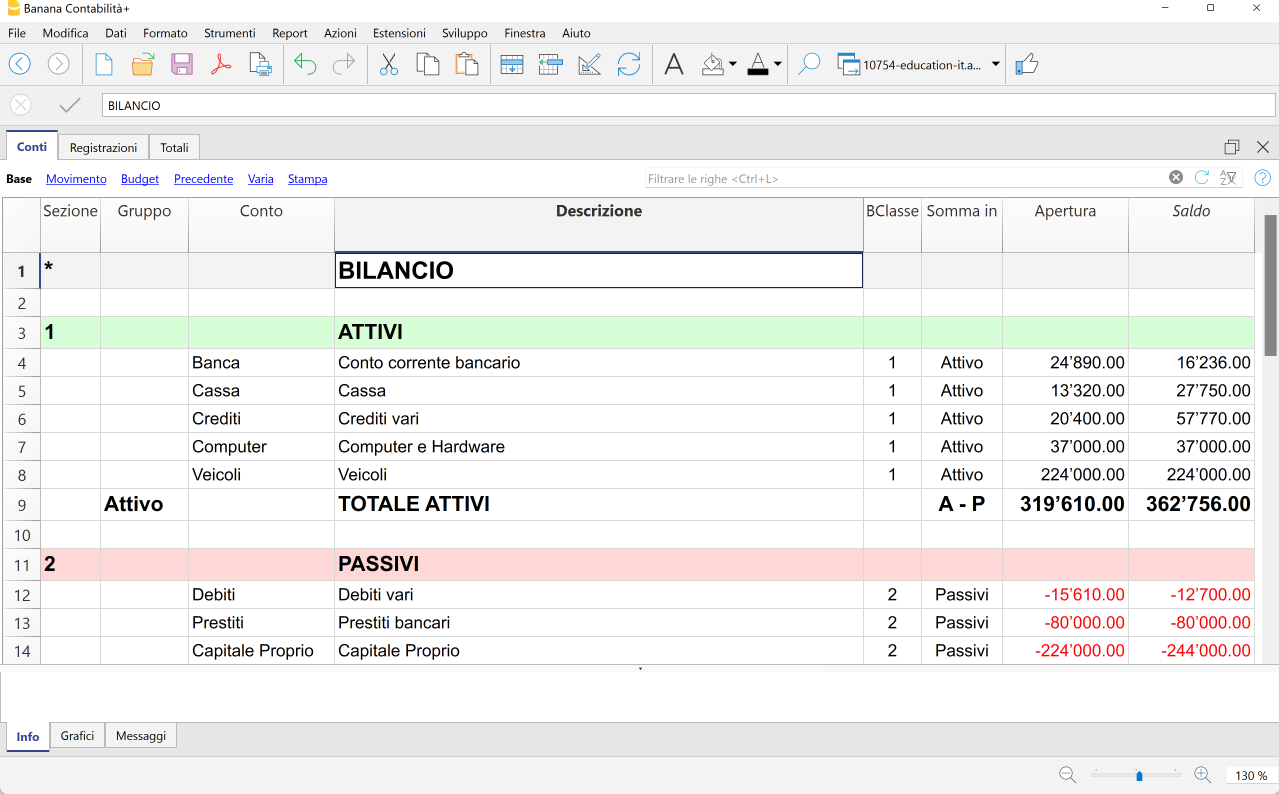 Banana Contabilità+
File Modifica Dati Formato Strumenti Report Azioni Estensioni Sviluppo Finestra Aiuto
10754-education-it.a...
BILANCIO
Conti Registrazioni Totali
Base Movimento Budget Precedente Varia Stampa Filtrare le righe <Ctrl+L>
Sezione Gruppo Conto Descrizione BClasse Somma in Apertura Saldo
1 * BILANCIO
2
3 1 ATTIVI
4 Banca Conto corrente bancario 1 Attivo 24’890.00 16’236.00
5 Cassa Cassa 1 Attivo 13’320.00 27’750.00
6 Crediti Crediti vari 1 Attivo 20’400.00 57’770.00
7 Computer Computer e Hardware 1 Attivo 37’000.00 37’000.00
8 Veicoli Veicoli 1 Attivo 224’000.00 224’000.00
9 Attivo TOTALE ATTIVI A - P 319’610.00 362’756.00
10
11 2 PASSIVI
12 Debiti Debiti vari 2 Passivi -15’610.00 -12’700.00
13 Prestiti Prestiti bancari 2 Passivi -80’000.00 -80’000.00
14 Capitale Proprio Capitale Proprio 2 Passivi -224’000.00 -244’000.00
Info Grafici Messaggi
130 %